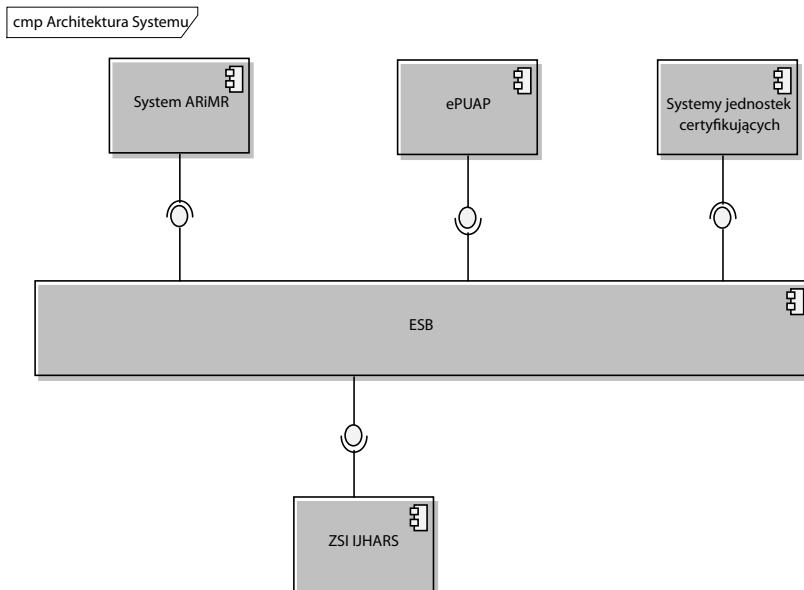 cmp Architektura Systemu
System ARiMR
ePUAP
Systemy jednostek
certyfikujących
ESB
ZSI IJHARS